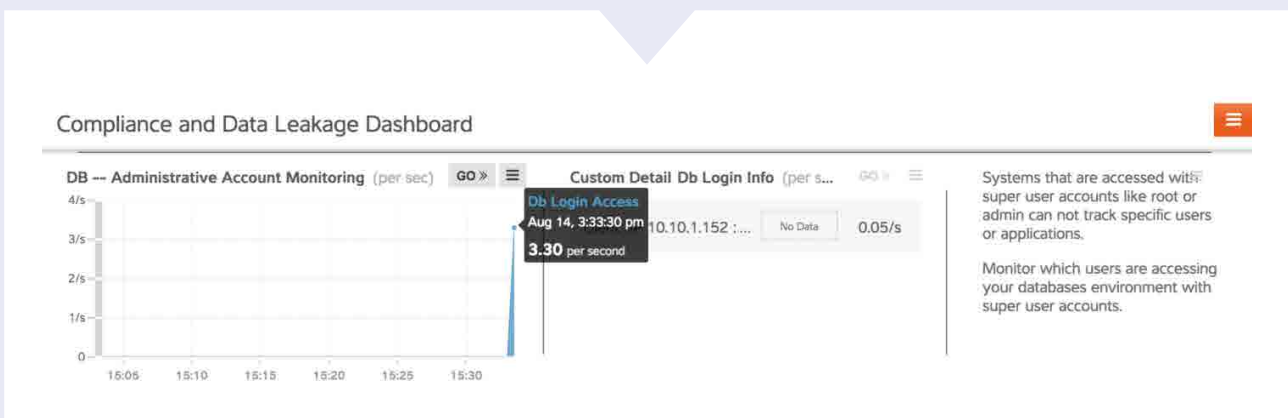 Compliance and Data Leakage Dashboard
DB -- Administrative Account Monitoring (per sec) GO »
4/s
3/s
2/s
1/s
0
15:05 15:10 15:15 15:20 15:25 15:30
Db Login Access
Aug 14, 3:33:30 pm
3.30 per second
Custom Detail Db Login Info (per s... GO »
10.10.1.152 :... No Data 0.05/s
Systems that are accessed with
super user accounts like root or
admin can not track specific users
or applications.
Monitor which users are accessing
your databases environment with
super user accounts.